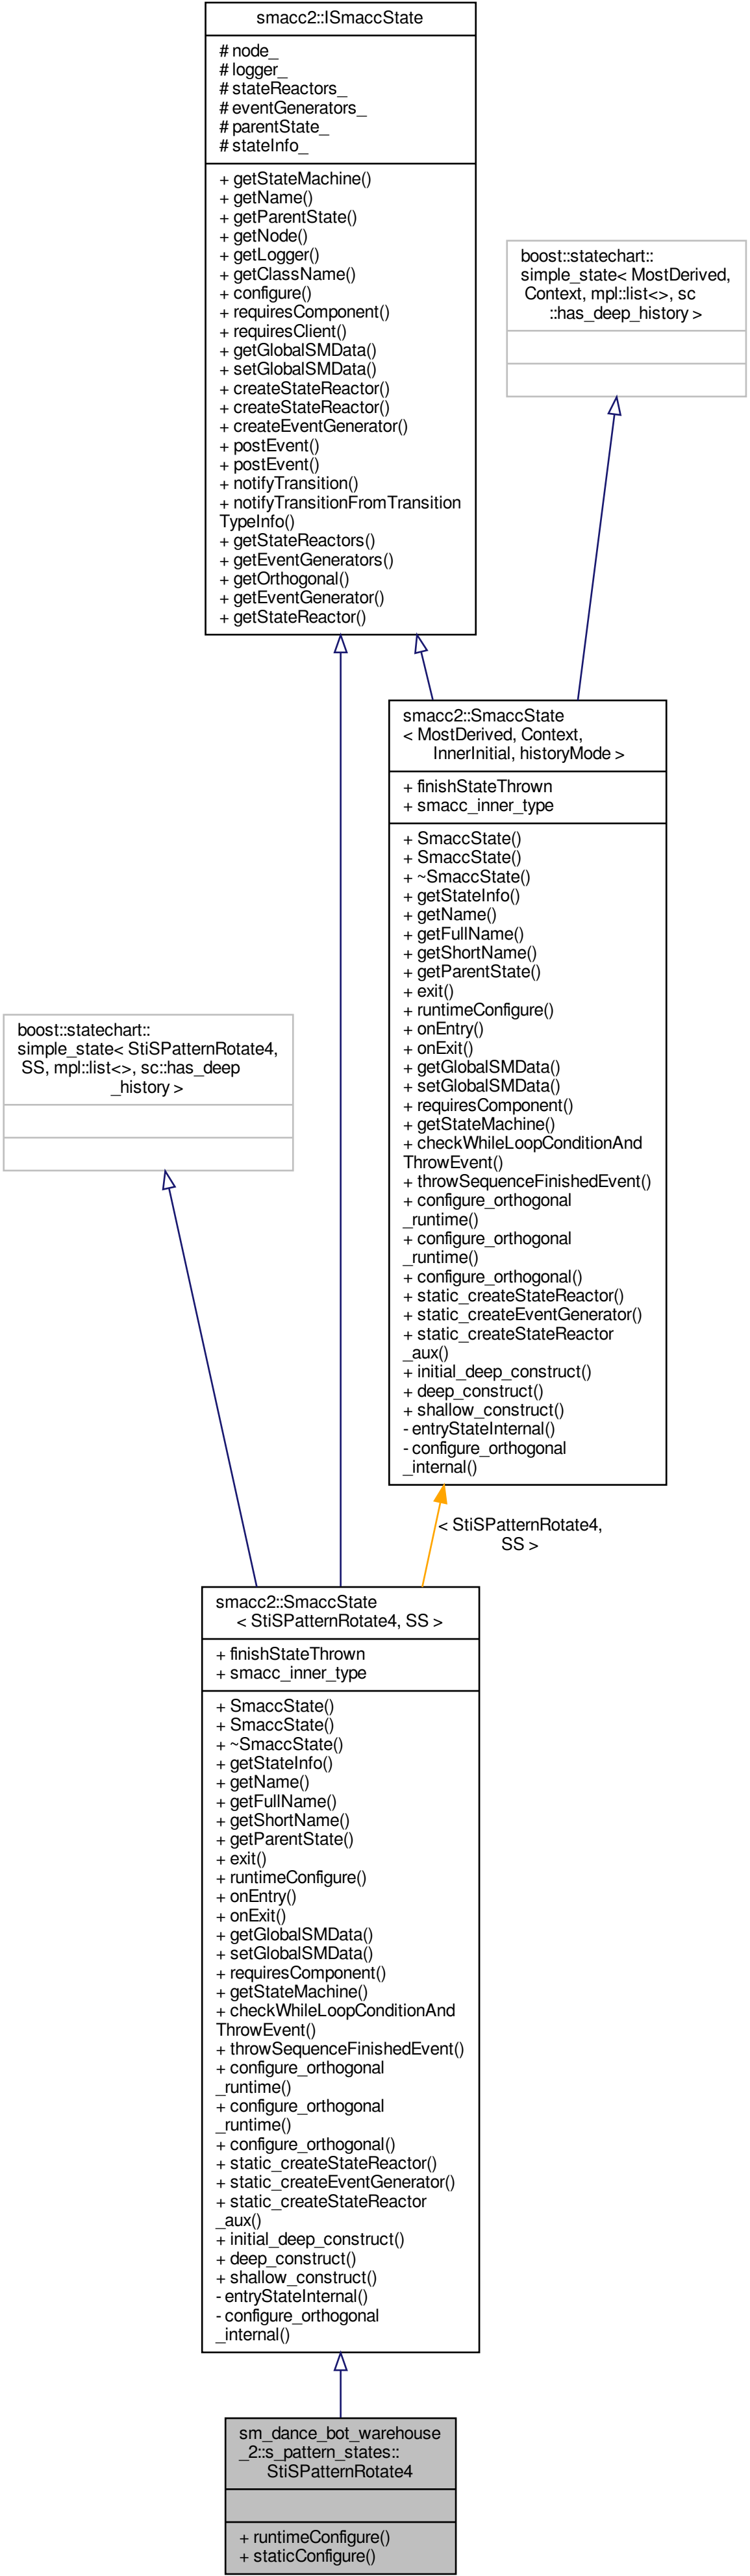 smacc2::ISmaccState
# node_
# logger_
# stateReactors_
# eventGenerators_
# parentState_
# stateInfo_
+ getStateMachine()
+ getName()
+ getParentState()
+ getNode()
+ getLogger()
+ getClassName()
+ configure()
+ requiresComponent()
+ requiresClient()
+ getGlobalSMData()
+ setGlobalSMData()
+ createStateReactor()
+ createStateReactor()
+ createEventGenerator()
+ postEvent()
+ postEvent()
+ notifyTransition()
+ notifyTransitionFromTransition
TypeInfo()
+ getStateReactors()
+ getEventGenerators()
+ getOrthogonal()
+ getEventGenerator()
+ getStateReactor()
boost::statechart::
simple_state< MostDerived,
Context, mpl::list<>, sc
::has_deep_history >
smacc2::SmaccState
< MostDerived, Context,
InnerInitial, historyMode >
+ finishStateThrown
+ smacc_inner_type
+ SmaccState()
+ SmaccState()
+ ~SmaccState()
+ getStateInfo()
+ getName()
+ getFullName()
+ getShortName()
+ getParentState()
+ exit()
+ runtimeConfigure()
+ onEntry()
+ onExit()
+ getGlobalSMData()
+ setGlobalSMData()
+ requiresComponent()
+ getStateMachine()
+ checkWhileLoopConditionAnd
ThrowEvent()
+ throwSequenceFinishedEvent()
+ configure_orthogonal
_runtime()
+ configure_orthogonal
_runtime()
+ configure_orthogonal()
+ static_createStateReactor()
+ static_createEventGenerator()
+ static_createStateReactor
_aux()
+ initial_deep_construct()
+ deep_construct()
+ shallow_construct()
- entryStateInternal()
- configure_orthogonal
_internal()
boost::statechart::
simple_state< StiSPatternRotate4,
SS, mpl::list<>, sc::has_deep
_history >
< StiSPatternRotate4,
SS >
smacc2::SmaccState
< StiSPatternRotate4, SS >
+ finishStateThrown
+ smacc_inner_type
+ SmaccState()
+ SmaccState()
+ ~SmaccState()
+ getStateInfo()
+ getName()
+ getFullName()
+ getShortName()
+ getParentState()
+ exit()
+ runtimeConfigure()
+ onEntry()
+ onExit()
+ getGlobalSMData()
+ setGlobalSMData()
+ requiresComponent()
+ getStateMachine()
+ checkWhileLoopConditionAnd
ThrowEvent()
+ throwSequenceFinishedEvent()
+ configure_orthogonal
_runtime()
+ configure_orthogonal
_runtime()
+ configure_orthogonal()
+ static_createStateReactor()
+ static_createEventGenerator()
+ static_createStateReactor
_aux()
+ initial_deep_construct()
+ deep_construct()
+ shallow_construct()
- entryStateInternal()
- configure_orthogonal
_internal()
sm_dance_bot_warehouse
_2::s_pattern_states::
StiSPatternRotate4
+ runtimeConfigure()
+ staticConfigure()